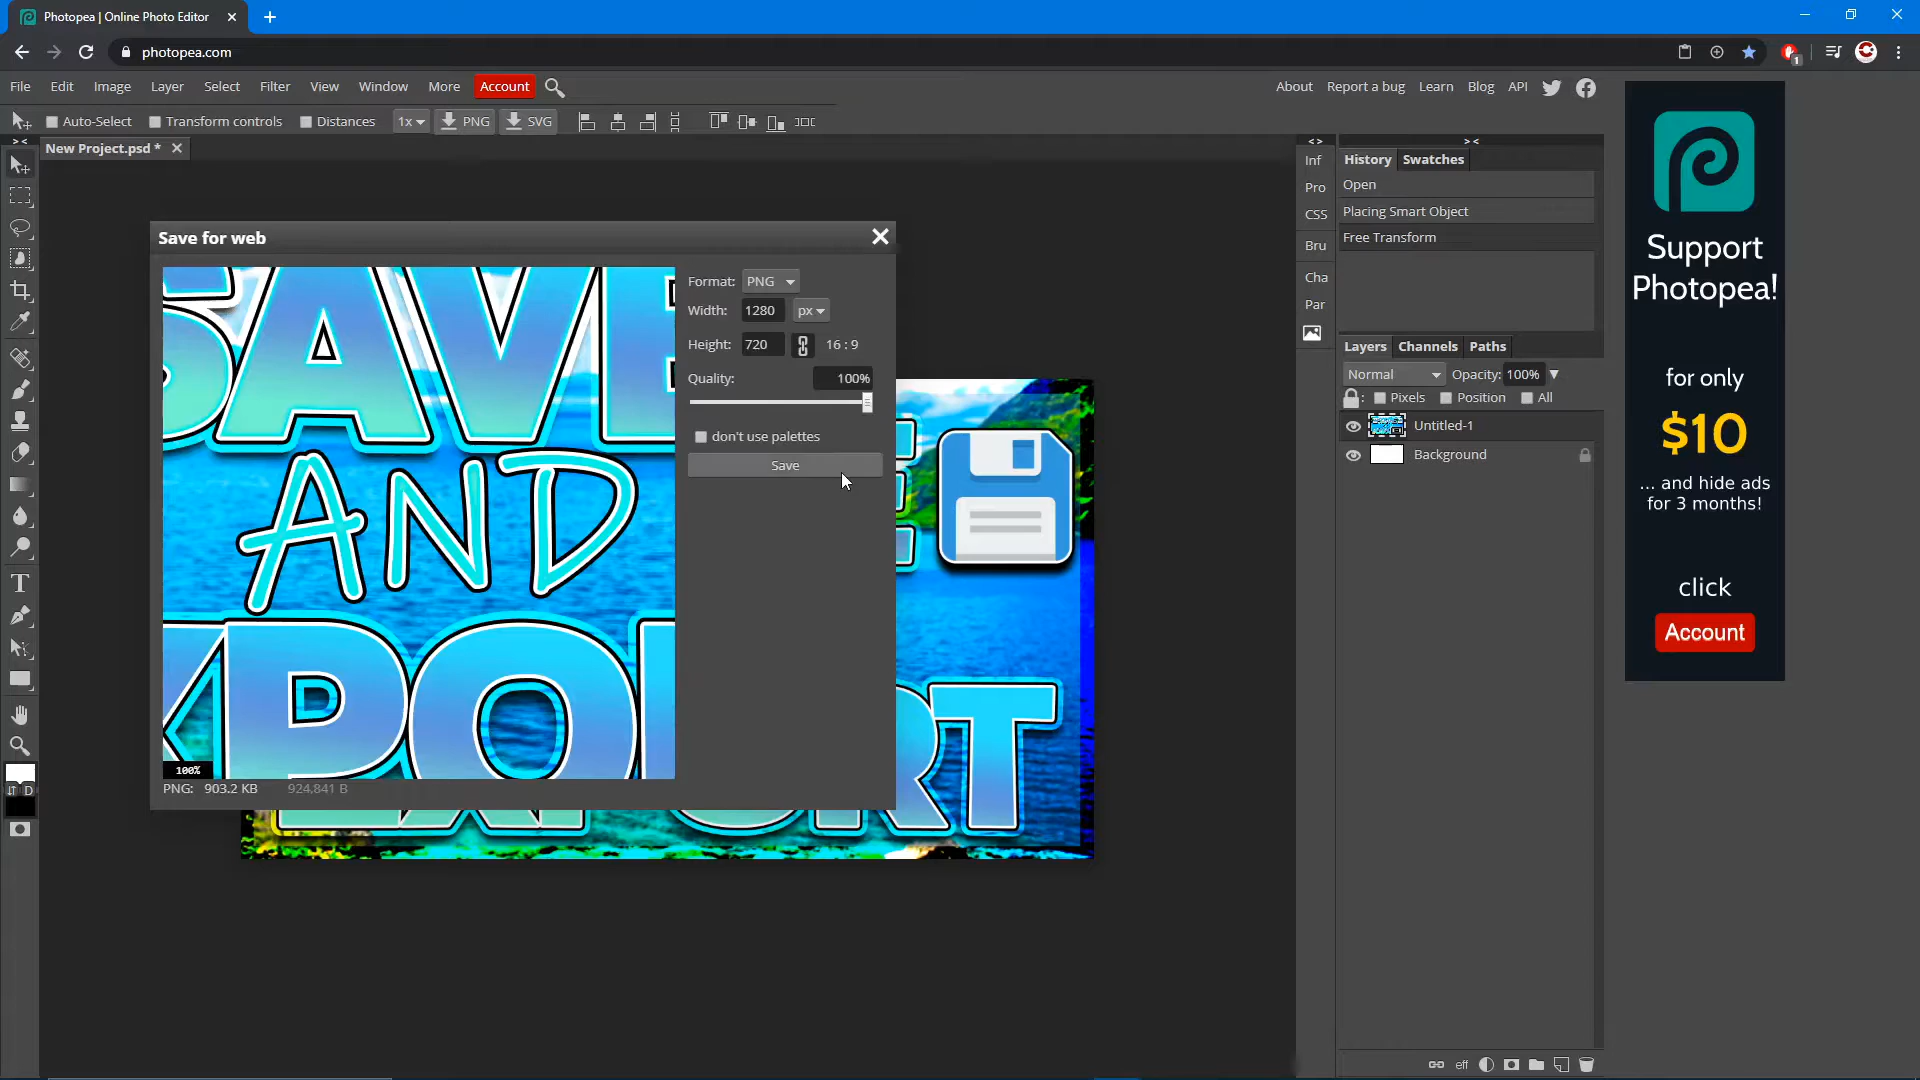 Photopea | Online Photo Editor
photopea.com
1
File Edit Image Layer Select Filter View Window More Account
About Report a bug Learn Blog API
Auto-Select Transform controls Distances 1x PNG SVG
New Project.psd *
Save for web
Format: PNG
Width: 1280 px
Height: 720 16 : 9
Quality: 100%
don't use palettes
Save
SAVE
AND
XPO
100%
PNG: 903.2 KB 924,841 B
E
EXPORT
T
D
Inf
Pro
CSS
Bru
Cha
Par
History Swatches
Open
Placing Smart Object
Free Transform
Layers Channels Paths
Normal Opacity: 100%
: Pixels Position All
Untitled-1
Background
eff
Support
Photopea!
for only
$10
... and hide ads
for 3 months!
click
Account